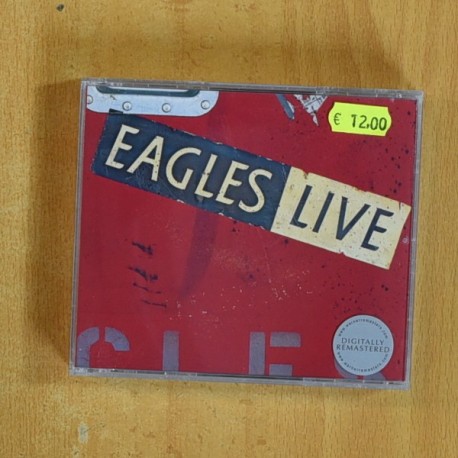 € 12,00
EAGLES LIVE
DIGITALLY
REMASTERED